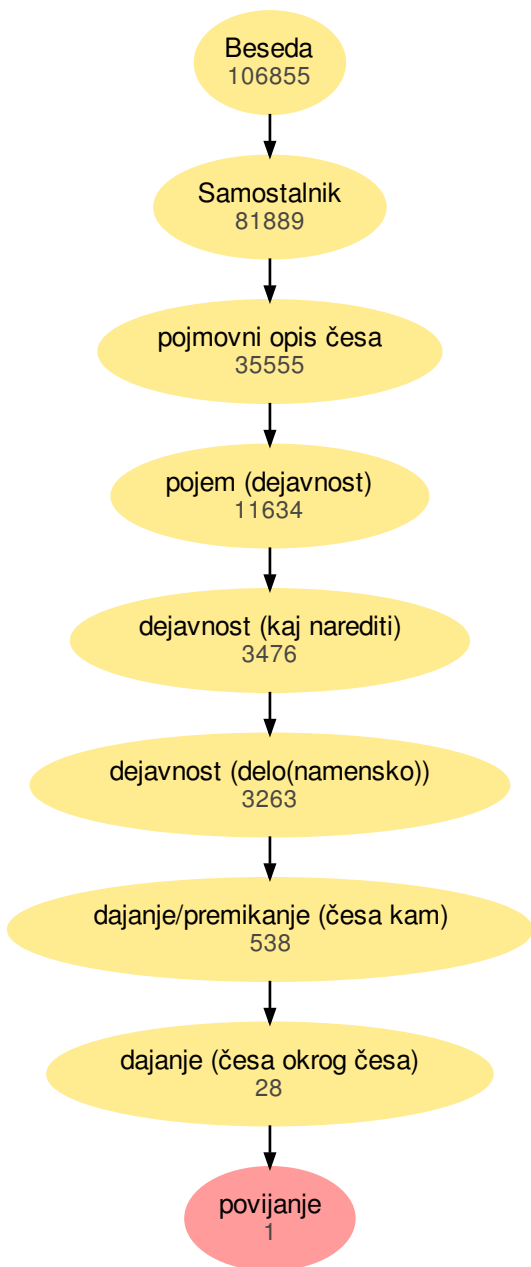 Beseda
106855
Samostalnik
81889
pojmovni opis česa
35555
pojem (dejavnost)
11634
dejavnost (kaj narediti)
3476
dejavnost (delo(namensko))
3263
dajanje/premikanje (česa kam)
538
dajanje (česa okrog česa)
28
povijanje
1